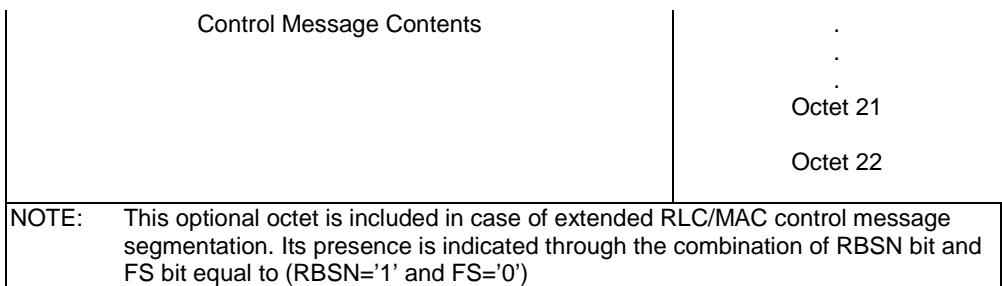 Control Message Contents .
.
.
Octet 21
Octet 22
NOTE: This optional octet is included in case of extended RLC/MAC control message
segmentation. Its presence is indicated through the combination of RBSN bit and
FS bit equal to (RBSN='1' and FS='0')